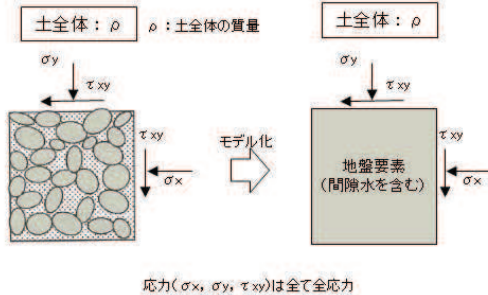 土全体：ρ
ρ：土全体の質量
土全体：ρ
σy
τxy
σy
τxy
τxy
σx
モデル化
地盤要素
(間隙水を含む)
τxy
σx
応力(σx, σy, τxy)は全て全応力